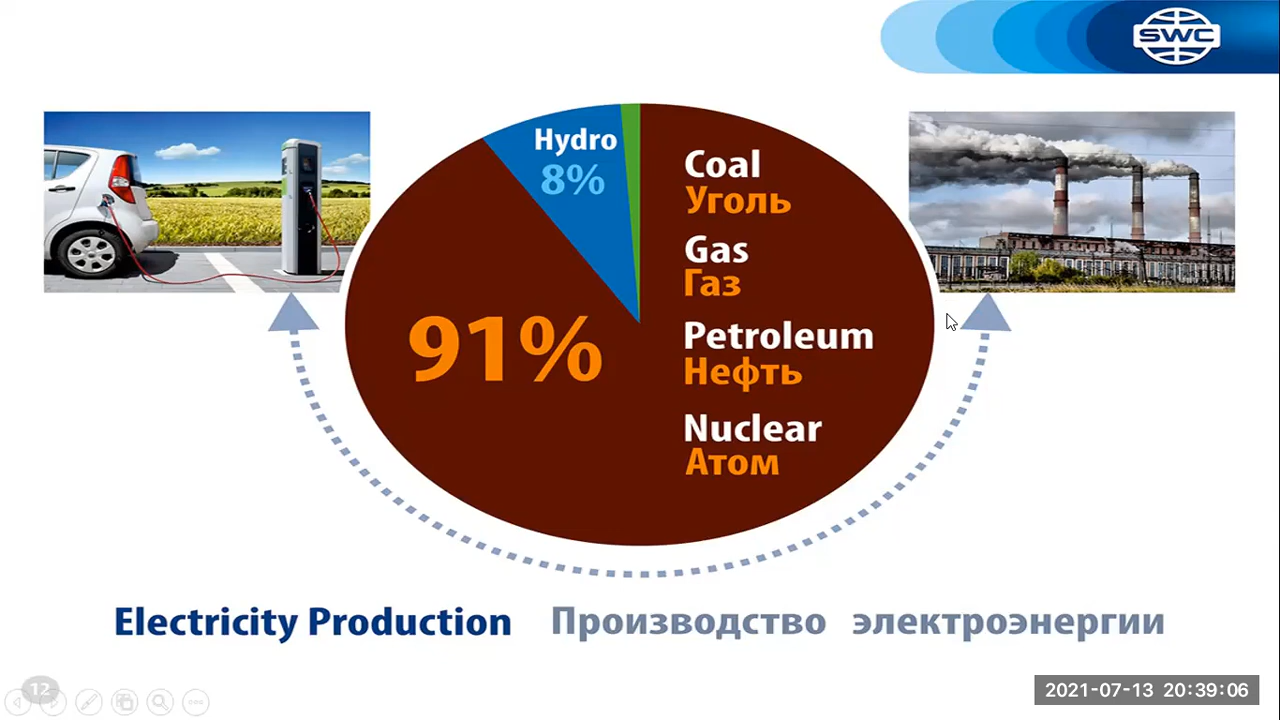 SWC
Hydro
8%
91%
Coal
Уголь
Gas
Газ
Petroleum
Нефть
Nuclear
Атом
Electricity Production Производство электроэнергии
12
2021-07-13 20:39:06